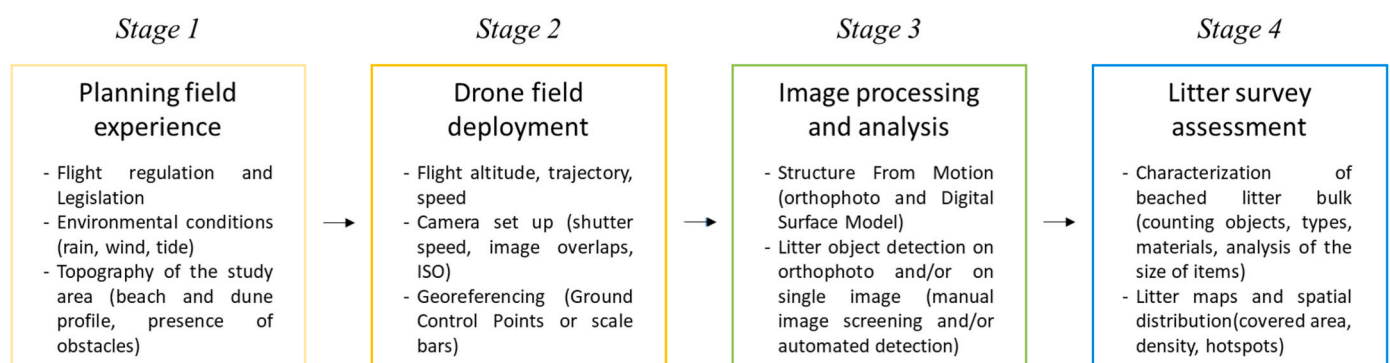 Stage 1
Planning field
experience
- Flight regulation and
Legislation
- Environmental conditions
(rain, wind, tide)
- Topography of the study
area (beach and dune
profile, presence of
obstacles)
Stage 2
Drone field
deployment
- Flight altitude, trajectory,
speed
- Camera set up (shutter
speed, image overlaps,
ISO)
- Georeferencing (Ground
Control Points or scale
bars)
Stage 3
Image processing
and analysis
- Structure From Motion
(orthophoto and Digital
Surface Model)
- Litter object detection on
orthophoto and/or on
single image (manual
image screening and/or
automated detection)
Stage 4
Litter survey
assessment
- Characterization of
beached litter bulk
(counting objects, types,
materials, analysis of the
size of items)
- Litter maps and spatial
distribution(covered area,
density, hotspots)